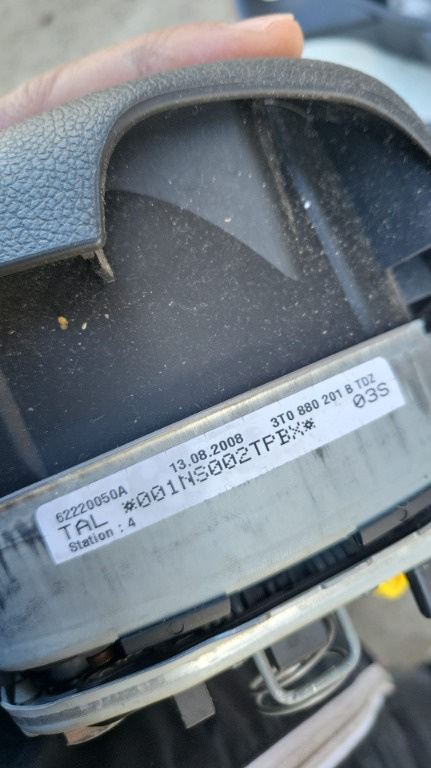 62220050A 13.08.2008 3T0 880 201 B TDZ
TAL *001NS002TPBX* 03S
Station : 4